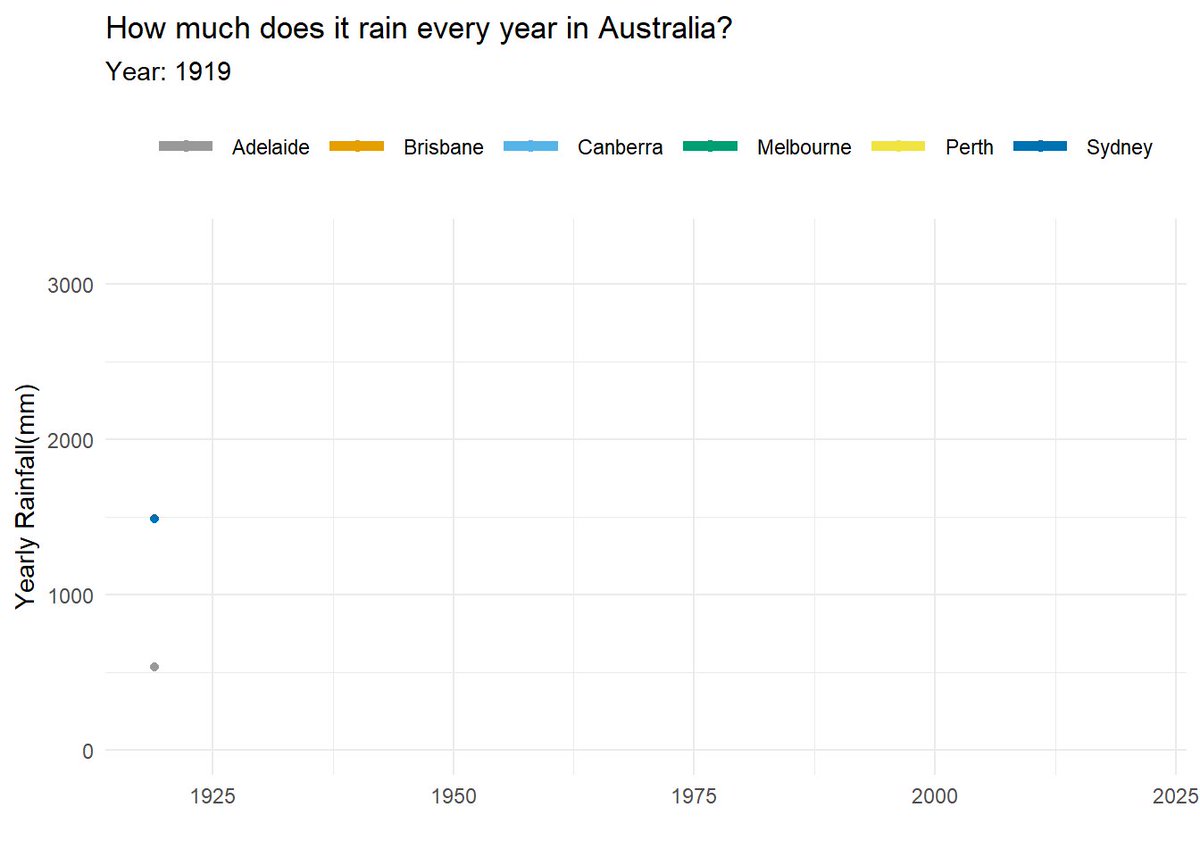 How much does it rain every year in Australia?
Year: 1919
Adelaide Brisbane Canberra Melbourne Perth Sydney
Yearly Rainfall(mm)
3000
2000
1000
0
1925 1950 1975 2000 2025